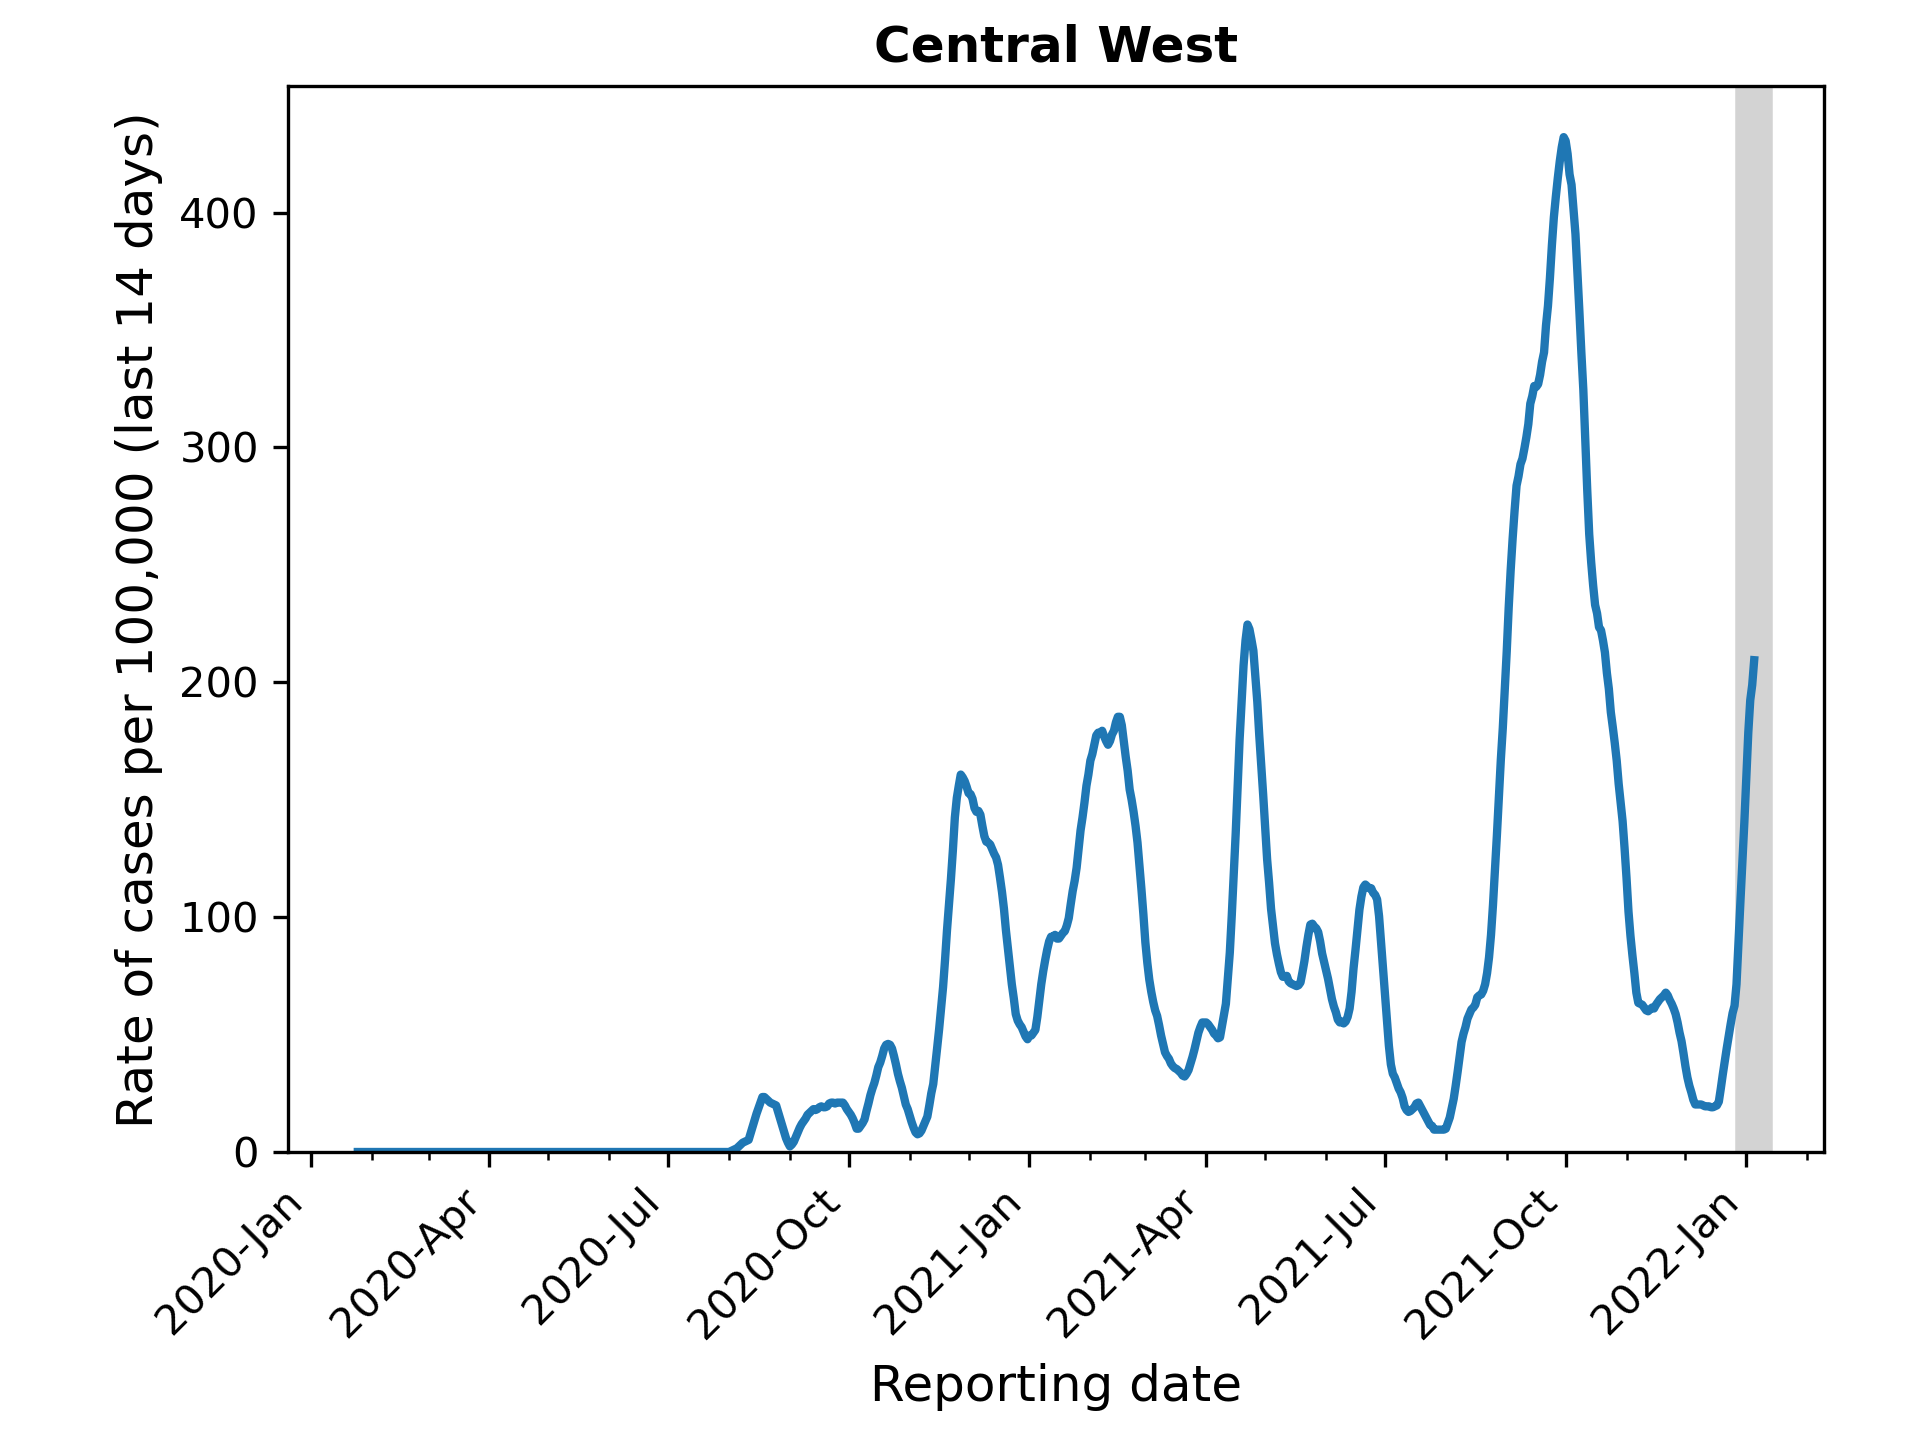 Central West
Rate of cases per 100,000 (last 14 days)
400
300
200
100
0
2020-Jan
2020-Apr
2020-Jul
2020-Oct
2021-Jan
2021-Apr
2021-Jul
2021-Oct
2022-Jan
Reporting date